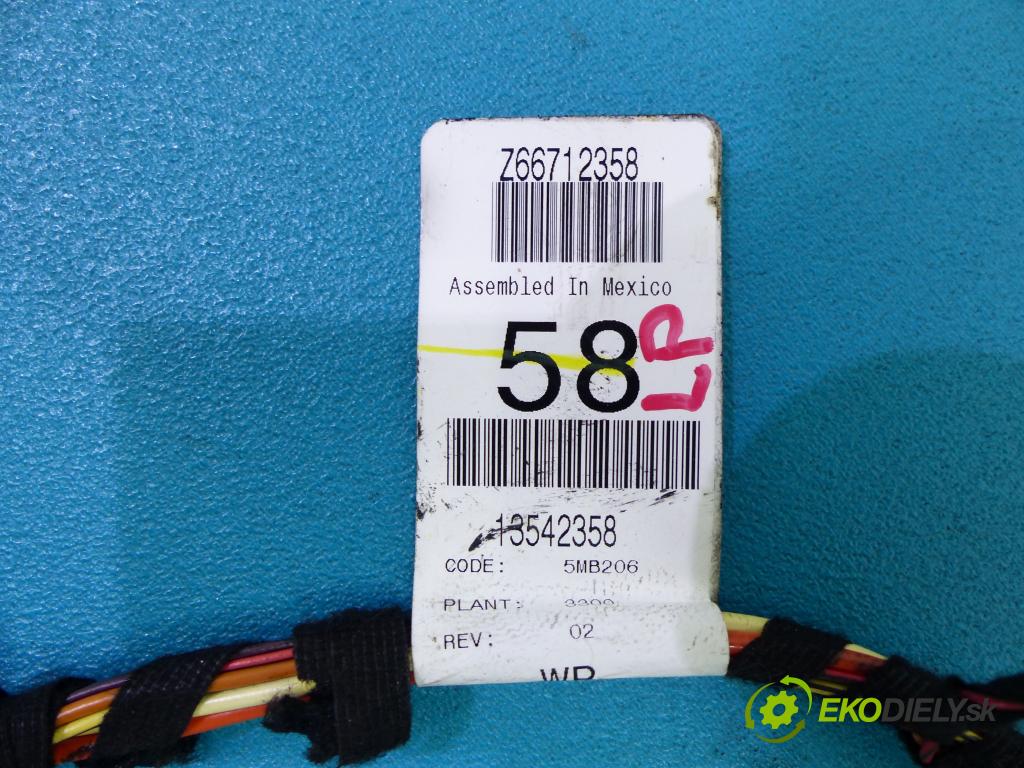 Z66712358
Assembled In Mexico
58
LP
13542358
CODE: 5MB206
PLANT:
REV: 02
EKODIELY.sk